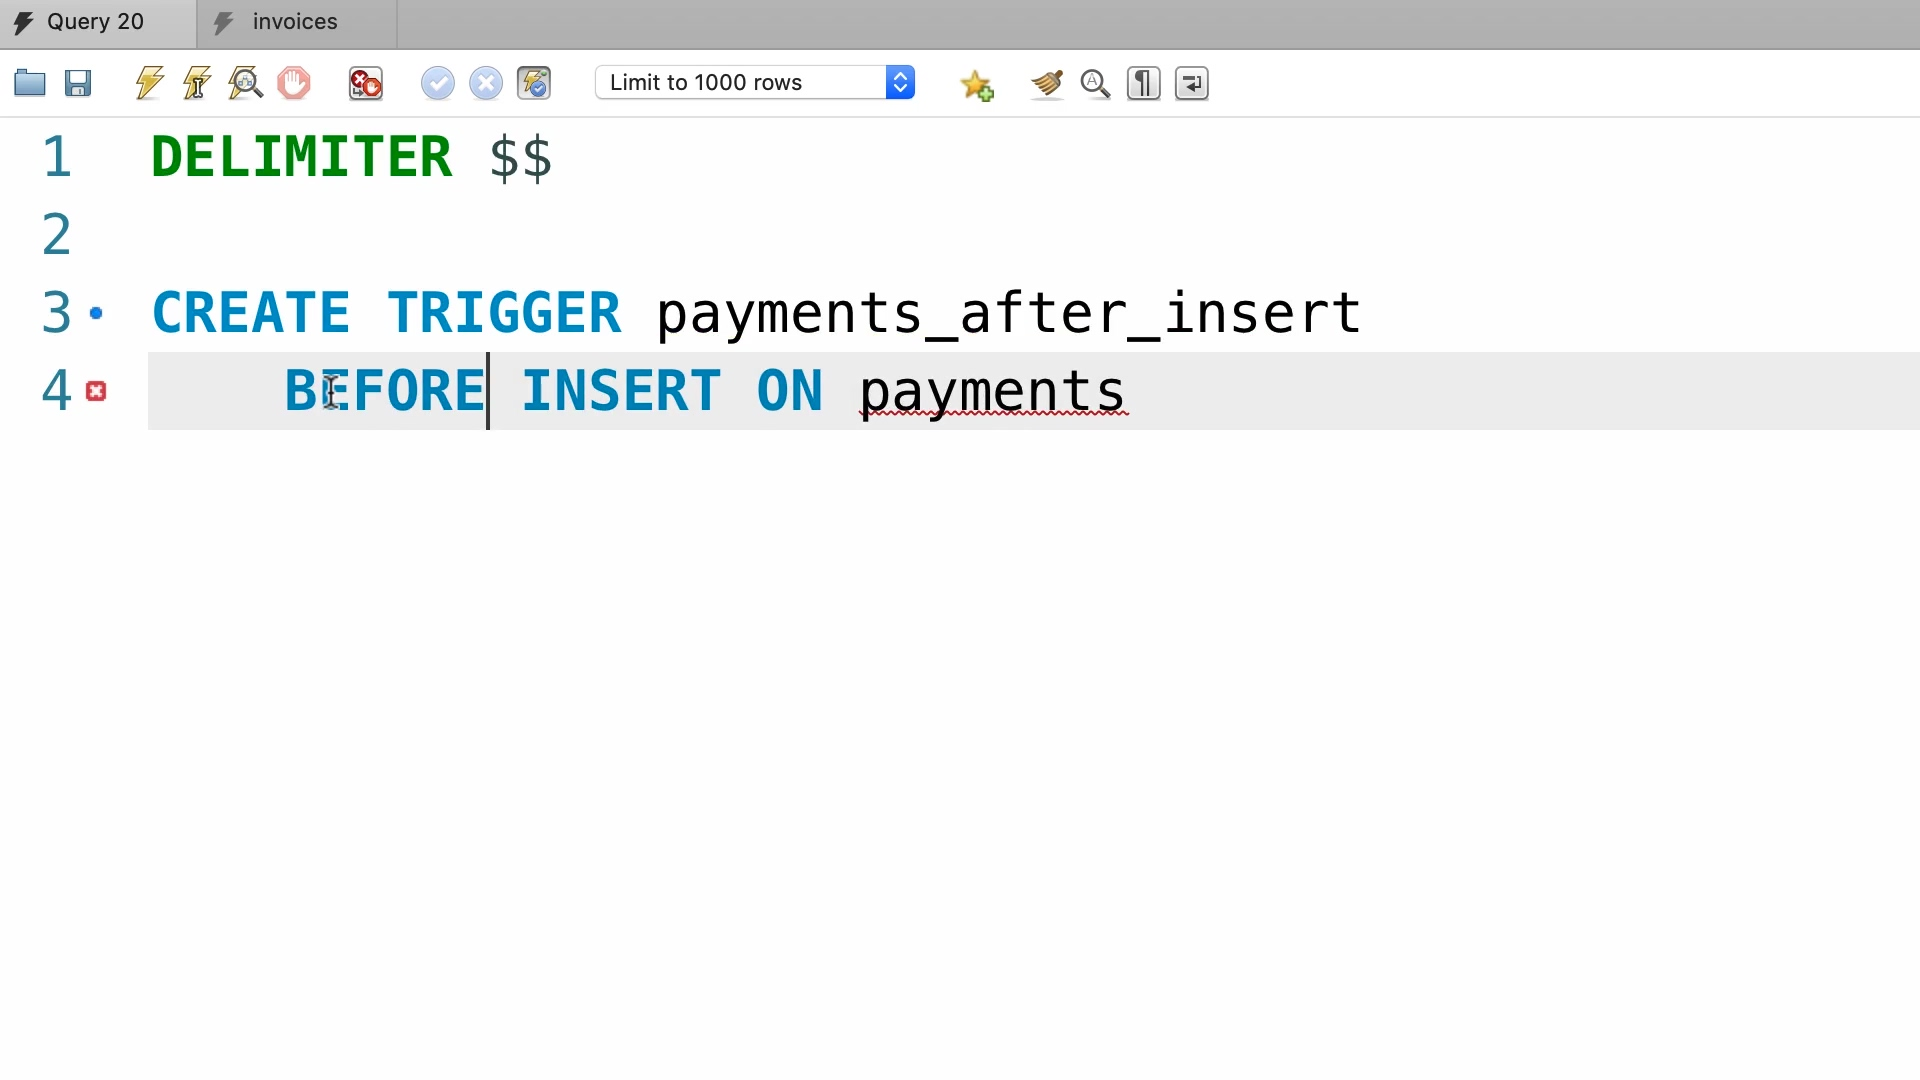 Query 20 invoices
Limit to 1000 rows
1 DELIMITER $$
2
3 CREATE TRIGGER payments_after_insert
4 BEFORE INSERT ON payments